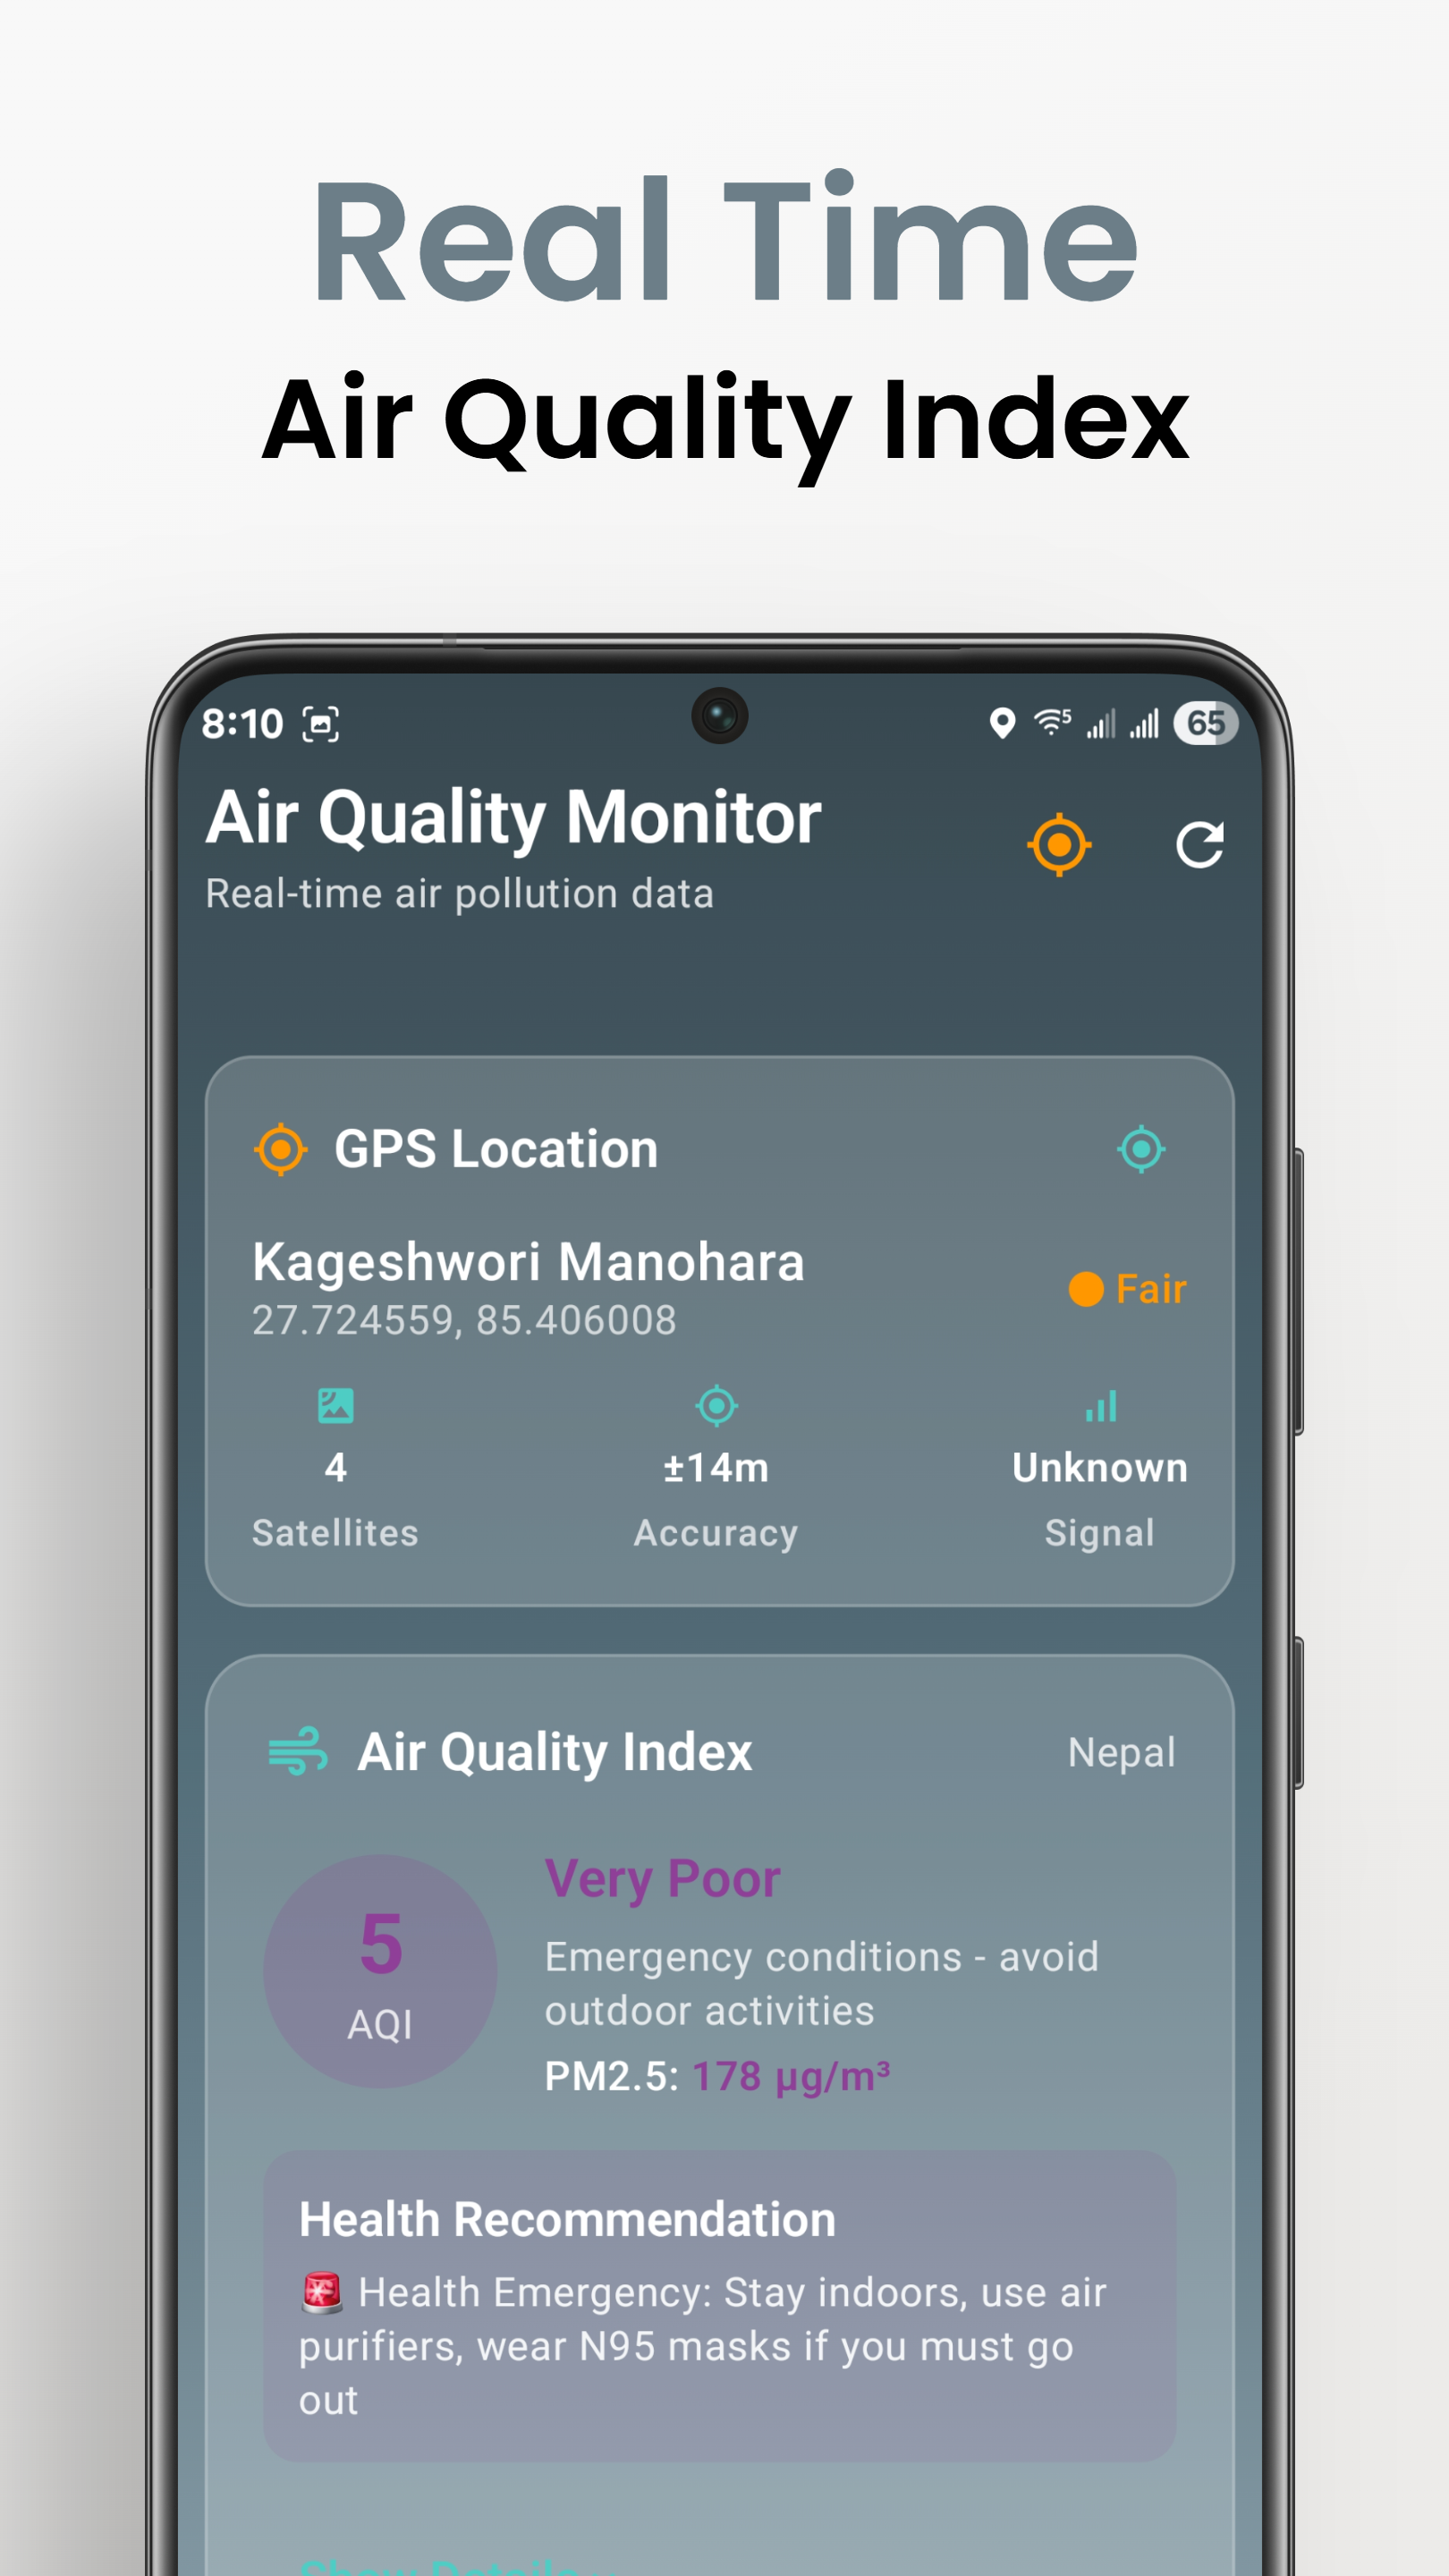 Real Time
Air Quality Index
8:10
5
65
Air Quality Monitor
Real-time air pollution data
GPS Location
Kageshwori Manohara
27.724559, 85.406008
Fair
4
±14m
Unknown
Satellites
Accuracy
Signal
Air Quality Index
Nepal
5
AQI
Very Poor
Emergency conditions - avoid
outdoor activities
PM2.5: 178 µg/m³
Health Recommendation
🚨 Health Emergency: Stay indoors, use air
purifiers, wear N95 masks if you must go
out
Show Details